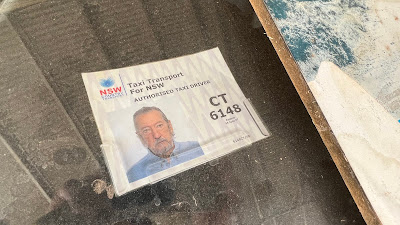 NSW
Taxi Transport
For NSW
AUTHORISED TAXI DRIVER
CT
6148